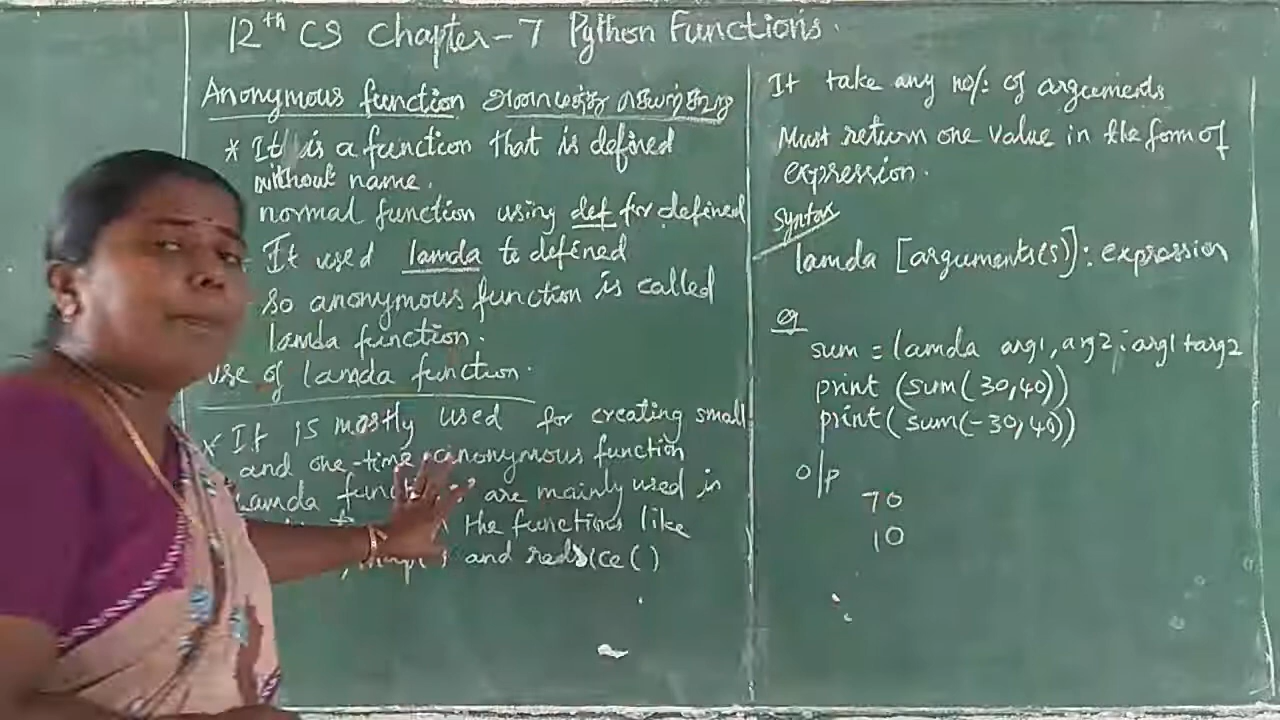 12th CS Chapter-7 Python Functions.
Anonymous function
* It is a function that is defined
without name.
normal function using def for defined
It used lamda to defined
so anonymous function is called
lamda function.
use of lamda function.
* It is mostly used for creating small
and one-time anonymous function
Lamda are mainly used in
the functions like
and reduce()
It take any no/: of arguments
Must return one value in the form of
expression.
Syntax
lamda [arguments(s)]: expression
eg
sum = lamda arg1, arg2: arg1+arg2
print (sum(30,40))
print (sum(-30,40))
o/p
70
10